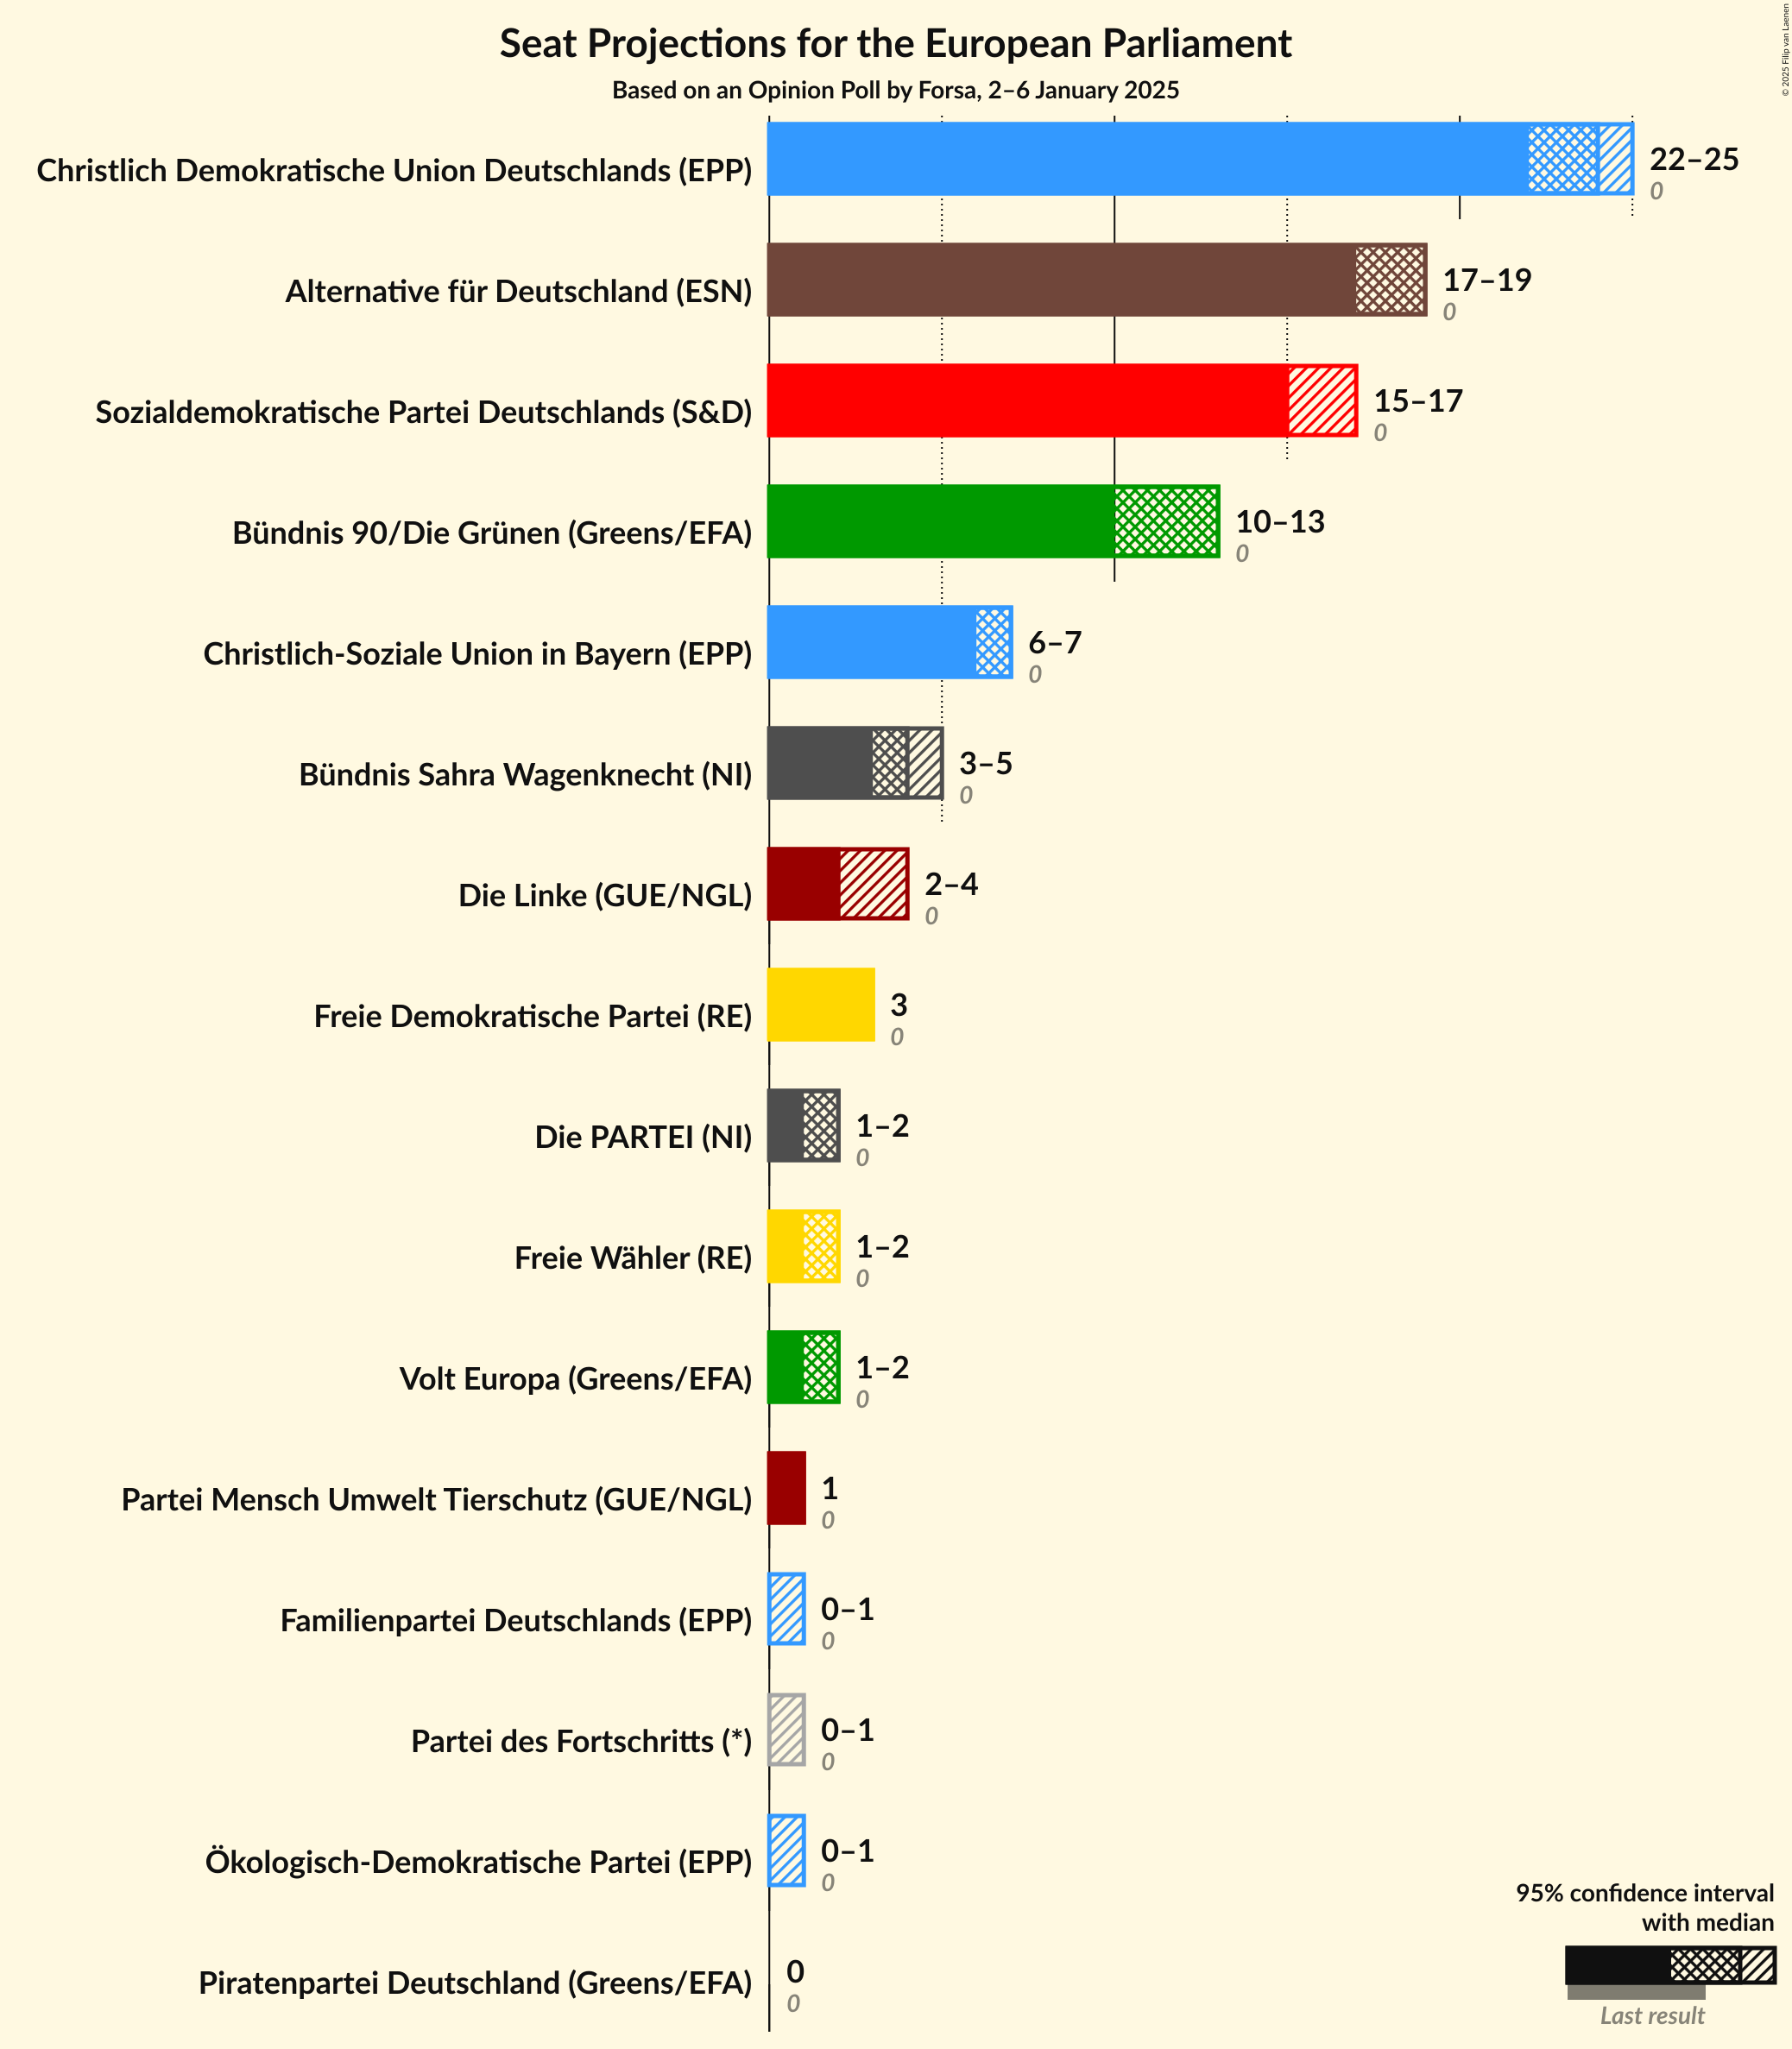 Seat Projections for the European Parliament
Based on an Opinion Poll by Forsa, 2–6 January 2025
© 2025 Filip van Laenen
Christlich Demokratische Union Deutschlands (EPP)
22–25
0
Alternative für Deutschland (ESN)
17–19
0
Sozialdemokratische Partei Deutschlands (S&D)
15–17
0
Bündnis 90/Die Grünen (Greens/EFA)
10–13
0
Christlich-Soziale Union in Bayern (EPP)
6–7
0
Bündnis Sahra Wagenknecht (NI)
3–5
0
Die Linke (GUE/NGL)
2–4
0
Freie Demokratische Partei (RE)
3
0
Die PARTEI (NI)
1–2
0
Freie Wähler (RE)
1–2
0
Volt Europa (Greens/EFA)
1–2
0
Partei Mensch Umwelt Tierschutz (GUE/NGL)
1
0
Familienpartei Deutschlands (EPP)
0–1
0
Partei des Fortschritts (*)
0–1
0
Ökologisch-Demokratische Partei (EPP)
0–1
0
Piratenpartei Deutschland (Greens/EFA)
0
0
95% confidence interval
with median
Last result